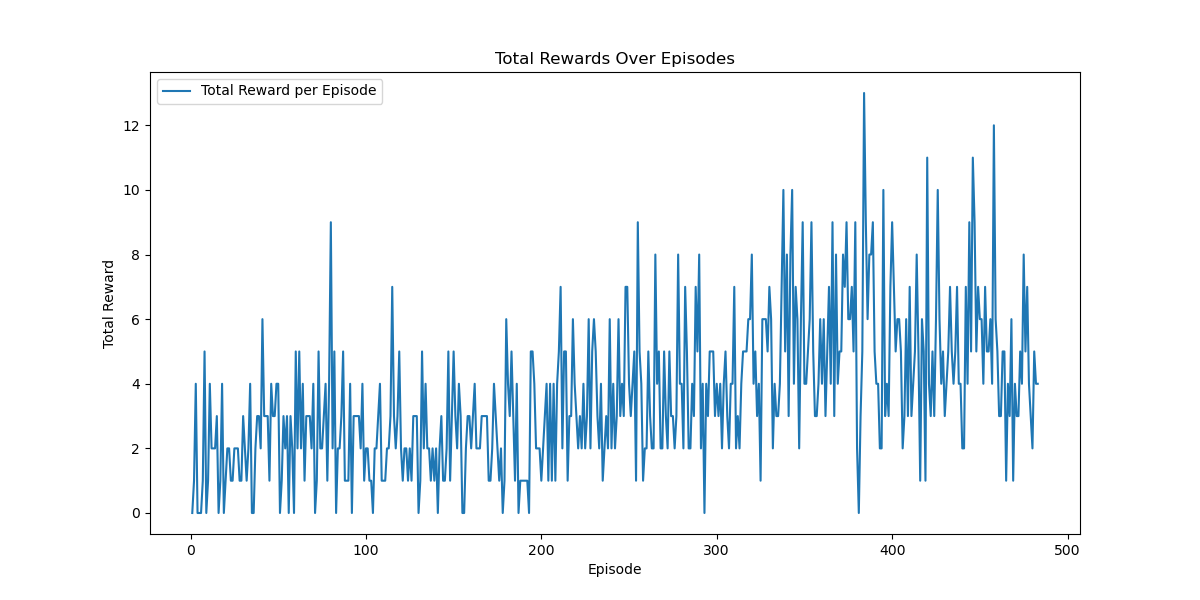 Total Rewards Over Episodes
Total Reward per Episode
Total Reward
12
10
8
6
4
2
0
0 100 200 300 400 500
Episode